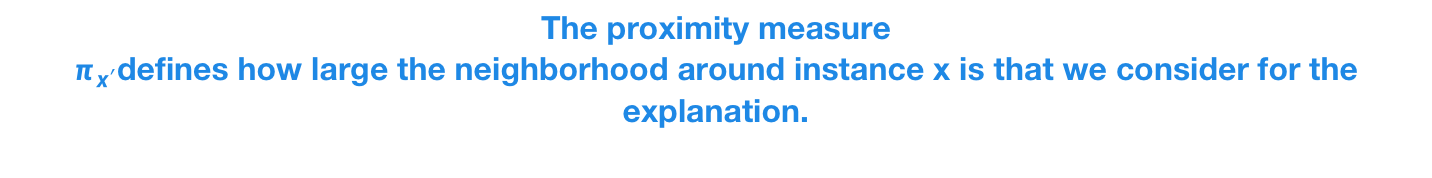 The proximity measure
πx′defines how large the neighborhood around instance x is that we consider for the
explanation.